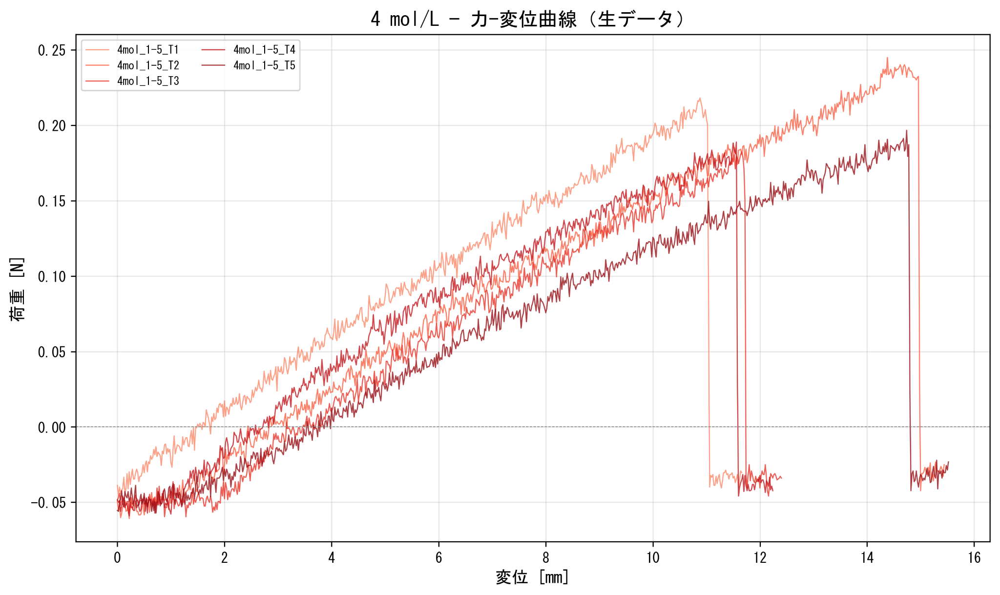 4 mol/L - 力-変位曲線（生データ）
4mol_1-5_T1
4mol_1-5_T2
4mol_1-5_T3
4mol_1-5_T4
4mol_1-5_T5
荷重 [N]
0.25
0.20
0.15
0.10
0.05
0.00
-0.05
0 2 4 6 8 10 12 14 16
変位 [mm]